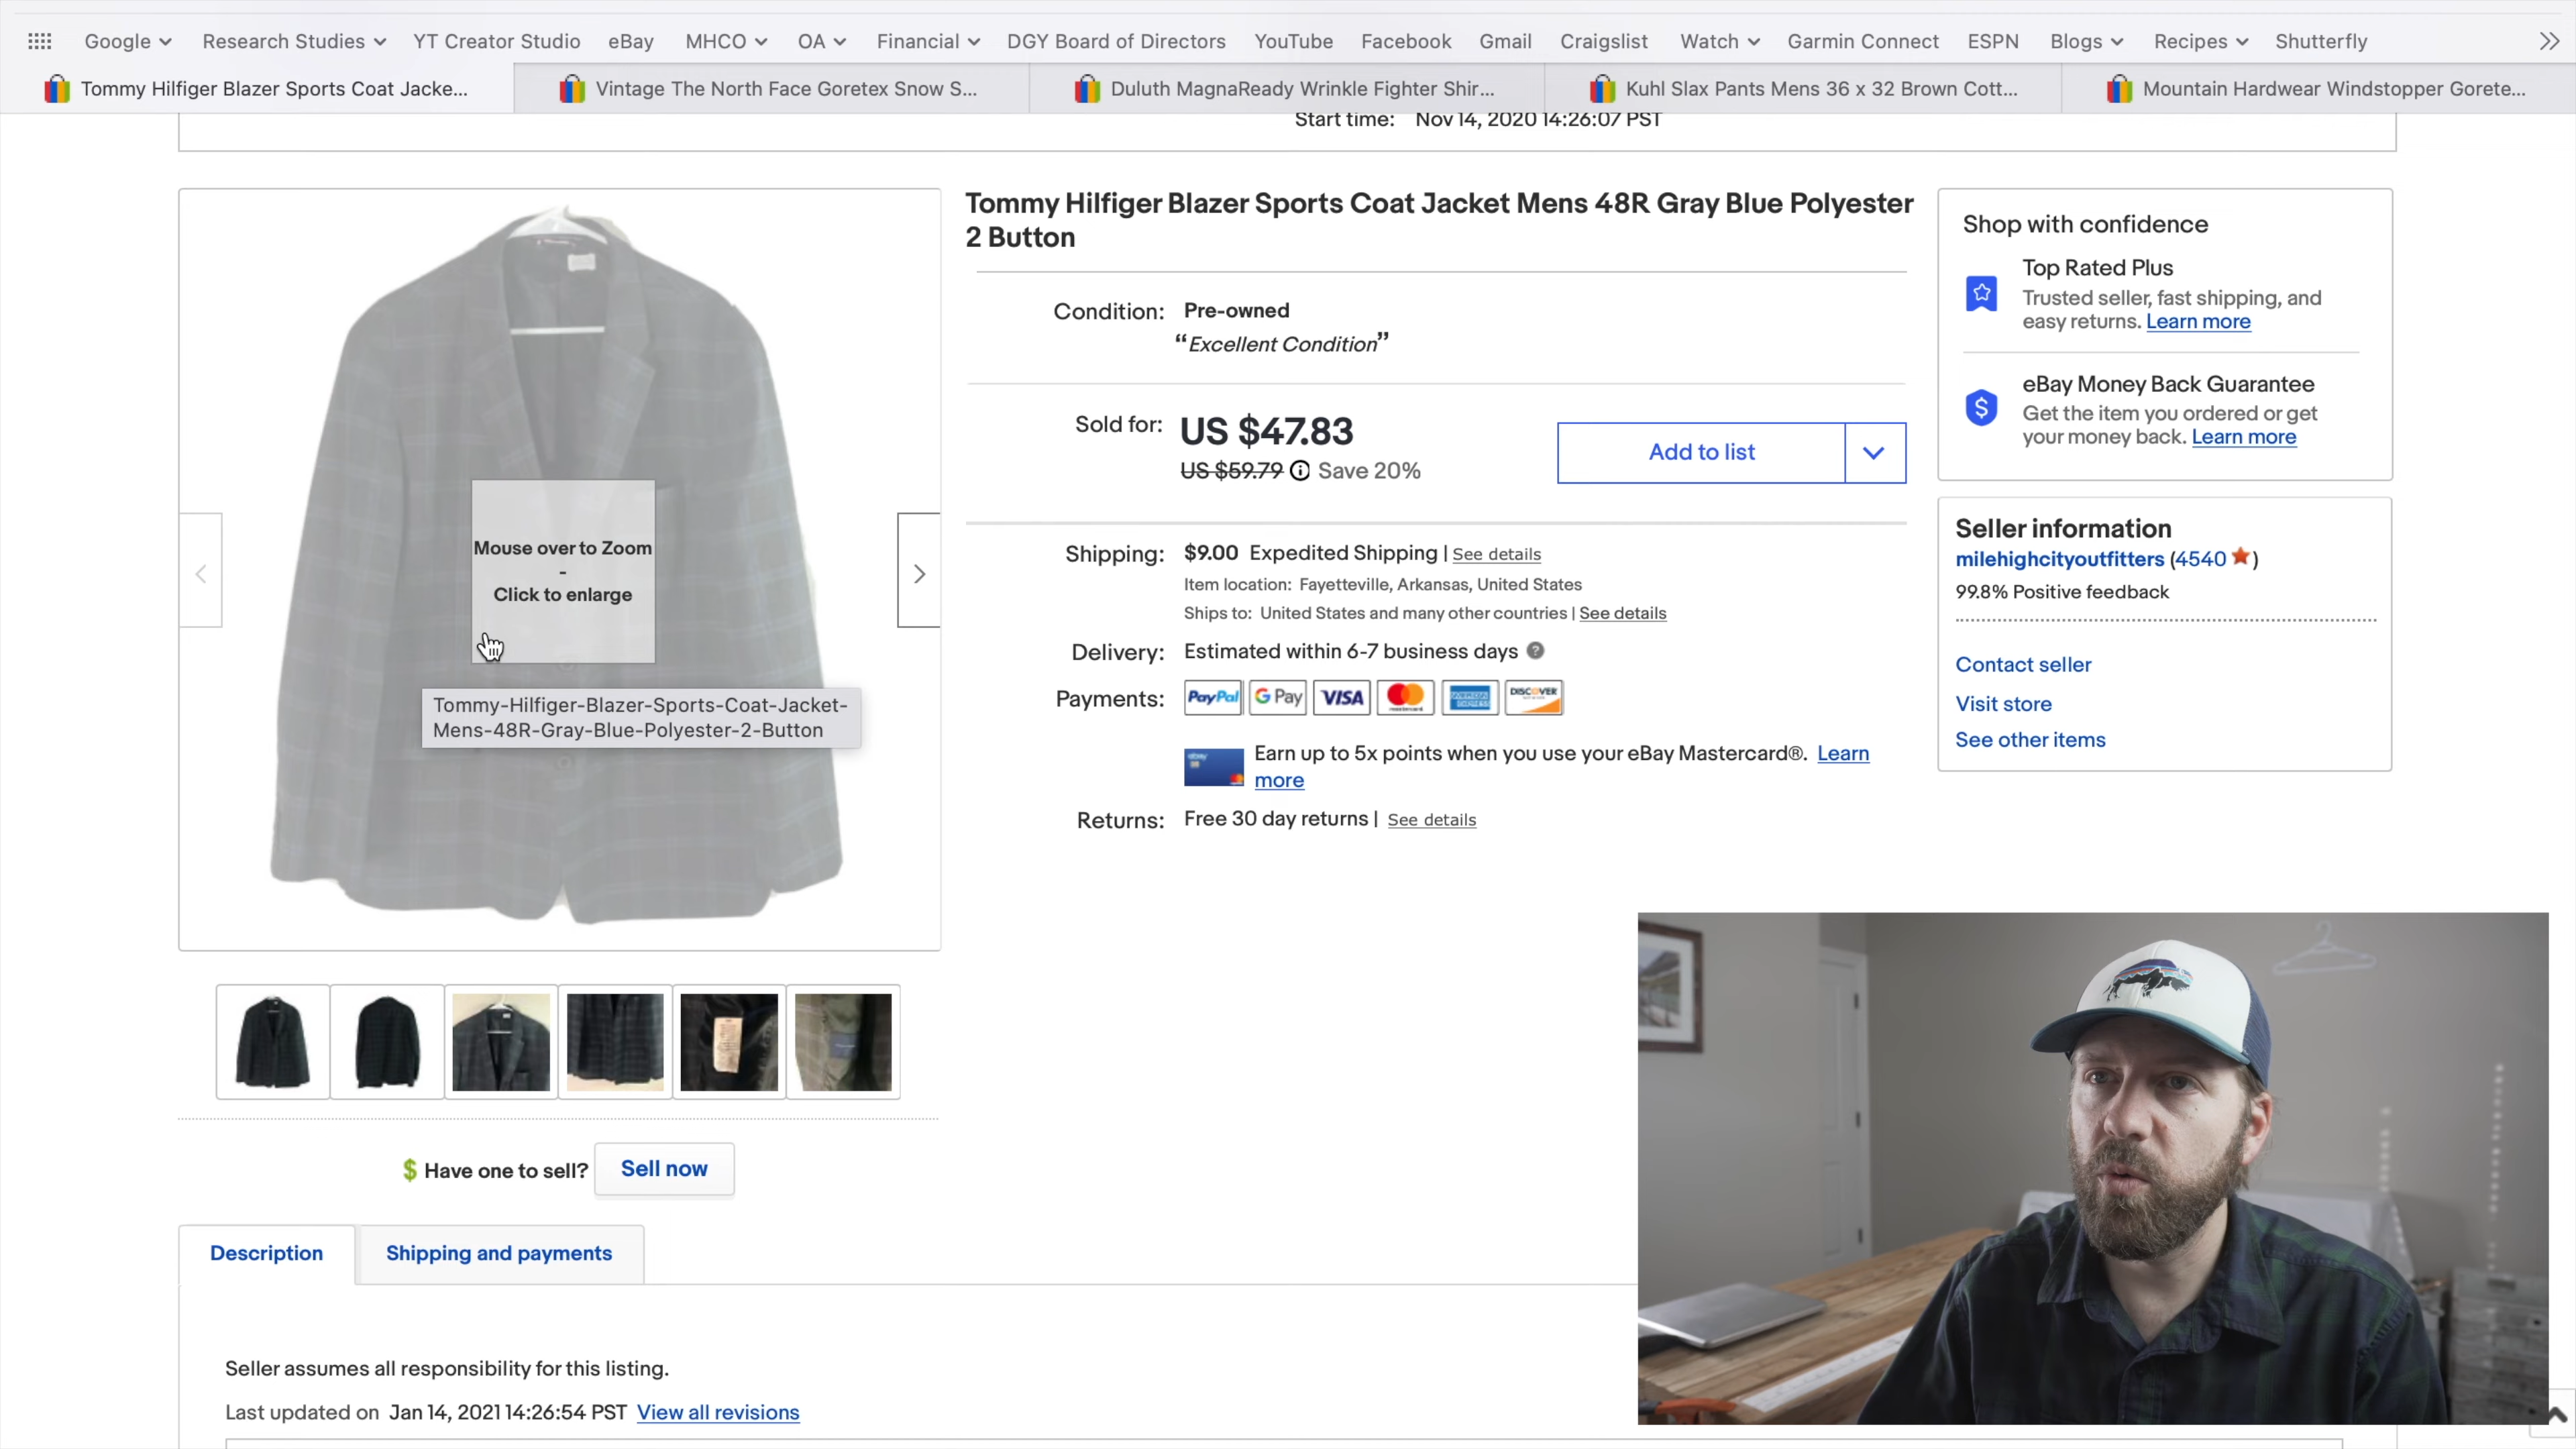 Google Research Studies YT Creator Studio eBay MHCO OA Financial DGY Board of Directors YouTube Facebook Gmail Craigslist Watch Garmin Connect ESPN Blogs Recipes Shutterfly
Tommy Hilfiger Blazer Sports Coat Jacke... Vintage The North Face Goretex Snow S... Duluth MagnaReady Wrinkle Fighter Shir... Kuhl Slax Pants Mens 36 x 32 Brown Cott... Mountain Hardwear Windstopper Gorete...
Start time: Nov 14, 2020 14:26:07 PST
Mouse over to Zoom
-
Click to enlarge
Tommy-Hilfiger-Blazer-Sports-Coat-Jacket-
Mens-48R-Gray-Blue-Polyester-2-Button
$ Have one to sell? Sell now
Tommy Hilfiger Blazer Sports Coat Jacket Mens 48R Gray Blue Polyester
2 Button
Condition: Pre-owned
“Excellent Condition”
Sold for: US $47.83
US $59.79 Save 20%
Add to list
Shipping: $9.00 Expedited Shipping | See details
Item location: Fayetteville, Arkansas, United States
Ships to: United States and many other countries | See details
Delivery: Estimated within 6-7 business days ?
Payments: PayPal G Pay VISA mastercard AMERICAN EXPRESS DISCOVER
Earn up to 5x points when you use your eBay Mastercard®. Learn
more
Returns: Free 30 day returns | See details
Shop with confidence
Top Rated Plus
Trusted seller, fast shipping, and
easy returns. Learn more
eBay Money Back Guarantee
Get the item you ordered or get
your money back. Learn more
Seller information
milehighcityoutfitters (4540)
99.8% Positive feedback
Contact seller
Visit store
See other items
Description Shipping and payments
Seller assumes all responsibility for this listing.
Last updated on Jan 14, 2021 14:26:54 PST View all revisions